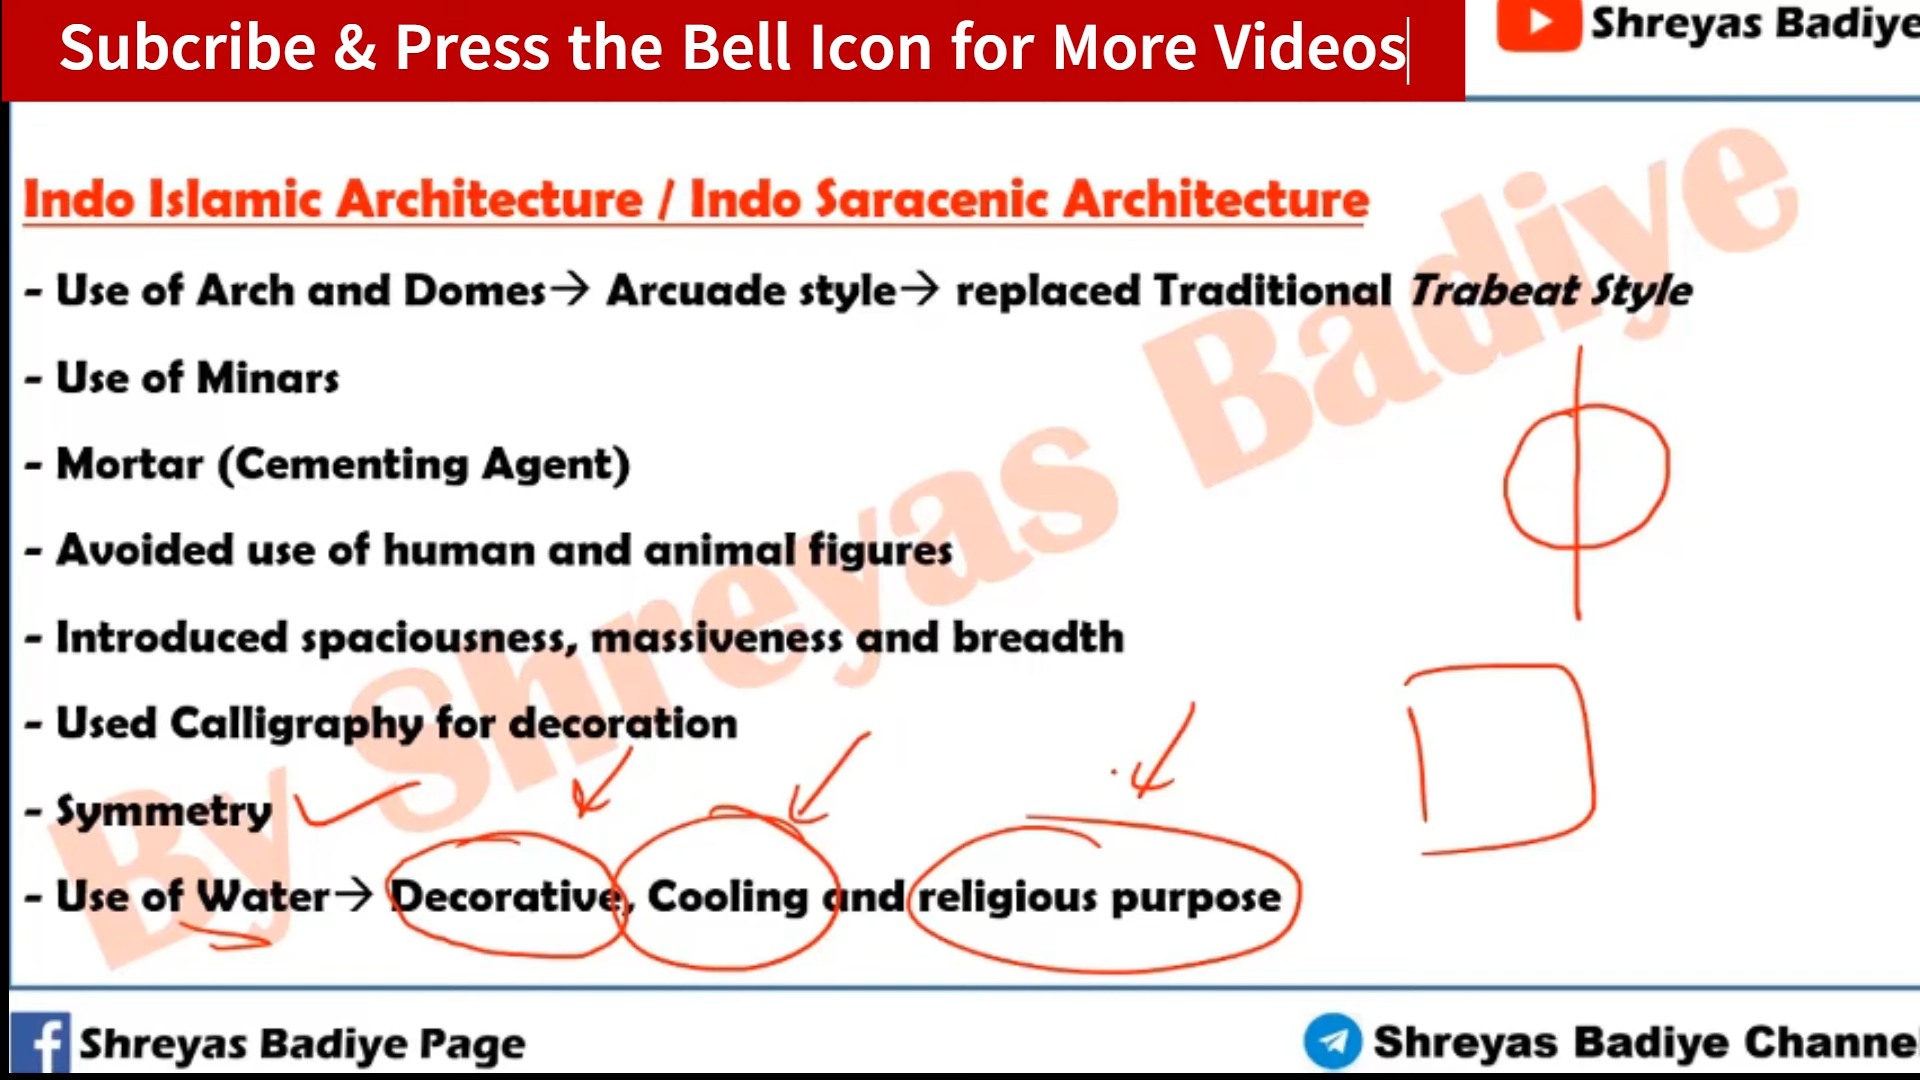 Subcribe & Press the Bell Icon for More Videos
Shreyas Badiye
Indo Islamic Architecture / Indo Saracenic Architecture
- Use of Arch and Domes→ Arcuade style→ replaced Traditional Trabeat Style
- Use of Minars
- Mortar (Cementing Agent)
- Avoided use of human and animal figures
- Introduced spaciousness, massiveness and breadth
- Used Calligraphy for decoration
- Symmetry
- Use of Water→ Decorative, Cooling and religious purpose
By Shreyas Badiye
Shreyas Badiye Page
Shreyas Badiye Channe